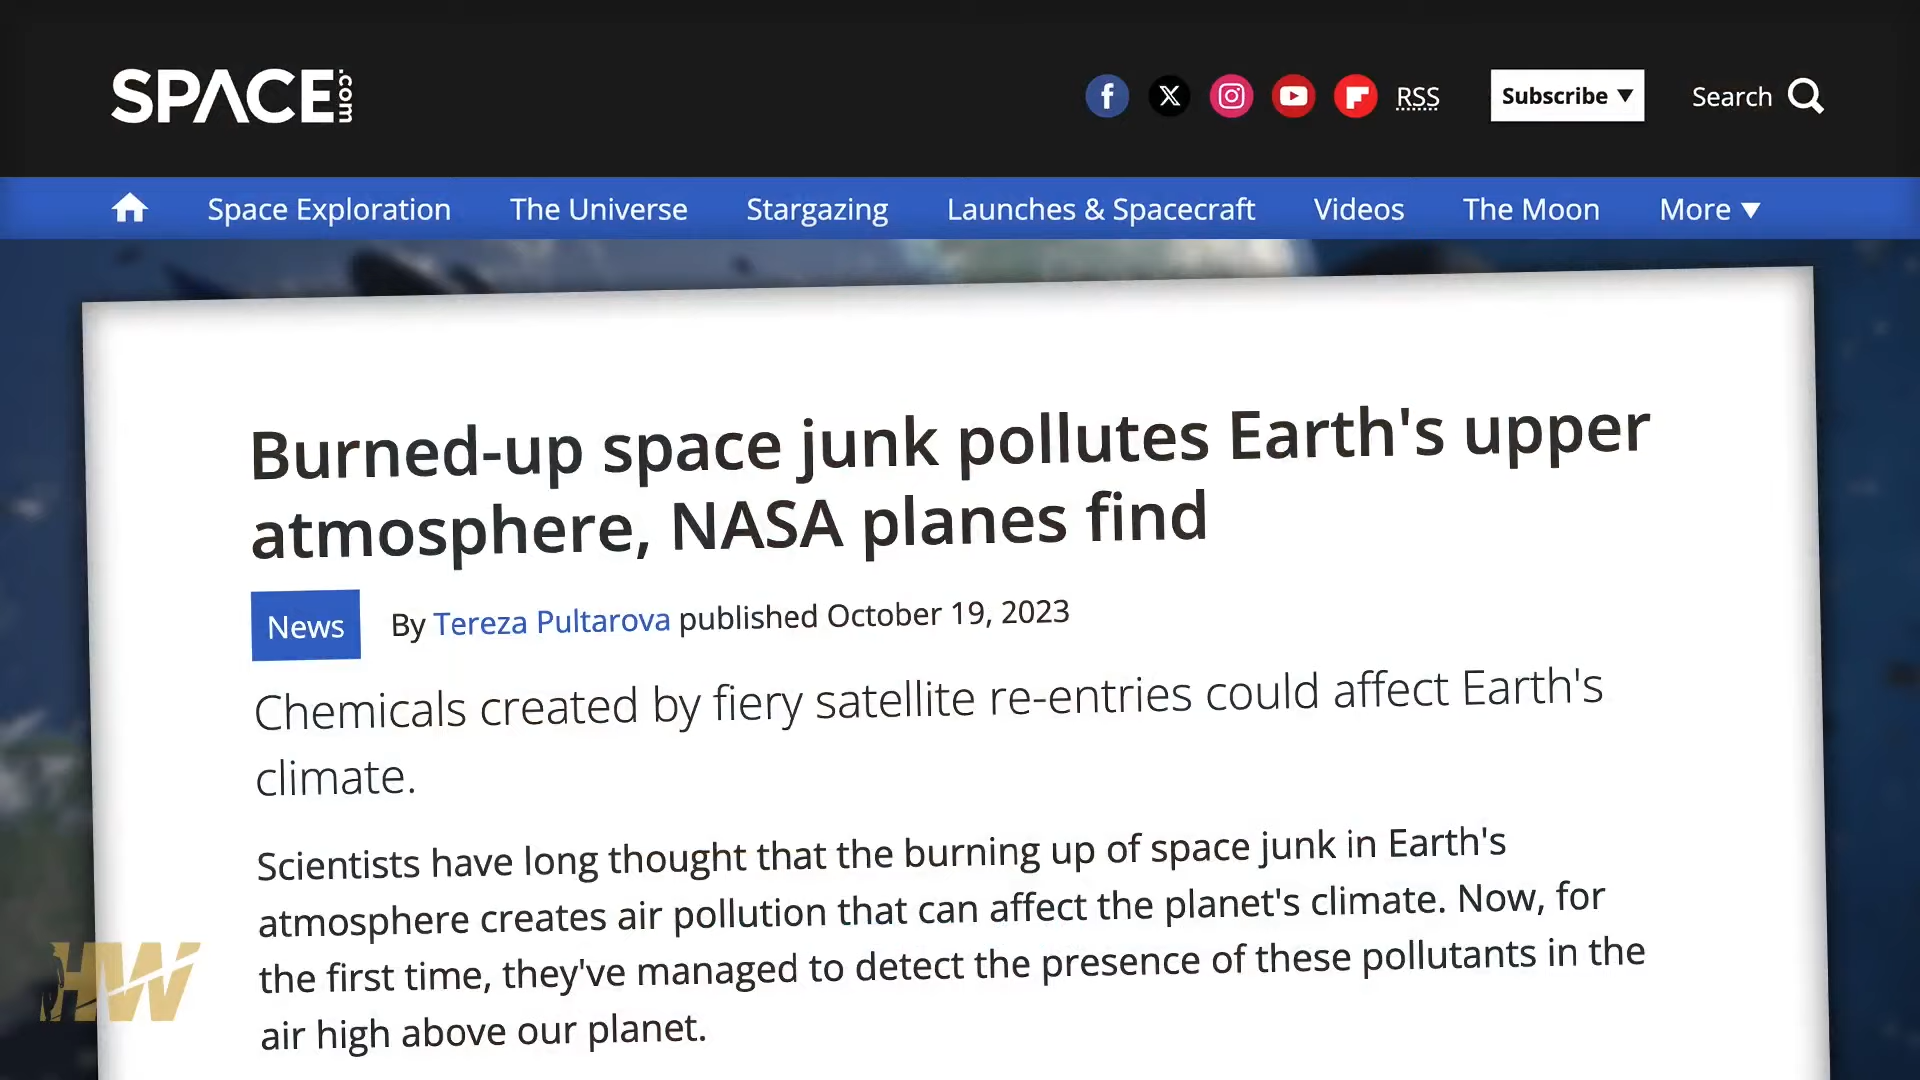 SPACE.com
RSS
Subscribe
Search
Space Exploration
The Universe
Stargazing
Launches & Spacecraft
Videos
The Moon
More
Burned-up space junk pollutes Earth's upper
atmosphere, NASA planes find
News
By Tereza Pultarova published October 19, 2023
Chemicals created by fiery satellite re-entries could affect Earth's
climate.
Scientists have long thought that the burning up of space junk in Earth's
atmosphere creates air pollution that can affect the planet's climate. Now, for
the first time, they've managed to detect the presence of these pollutants in the
air high above our planet.
HW